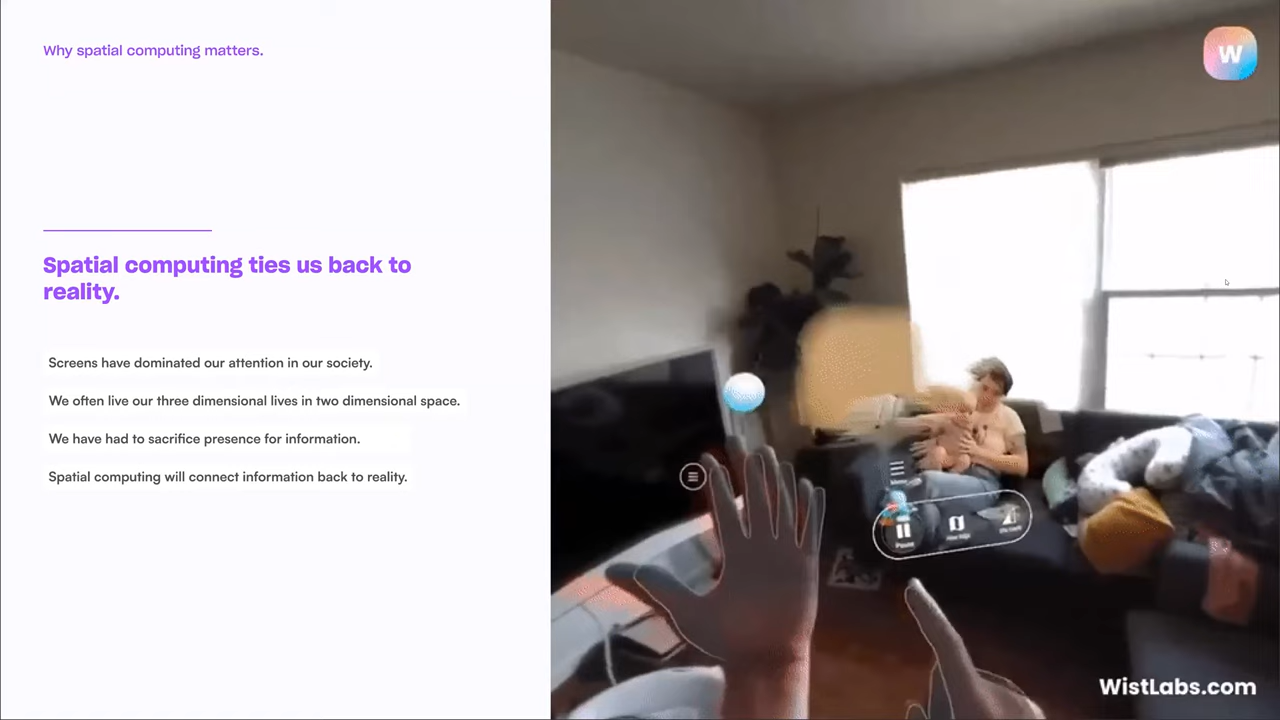 Why spatial computing matters.
W
Spatial computing ties us back to
reality.
Screens have dominated our attention in our society.
We often live our three dimensional lives in two dimensional space.
We have had to sacrifice presence for information.
Spatial computing will connect information back to reality.
Menu
Pause
WistLabs.com